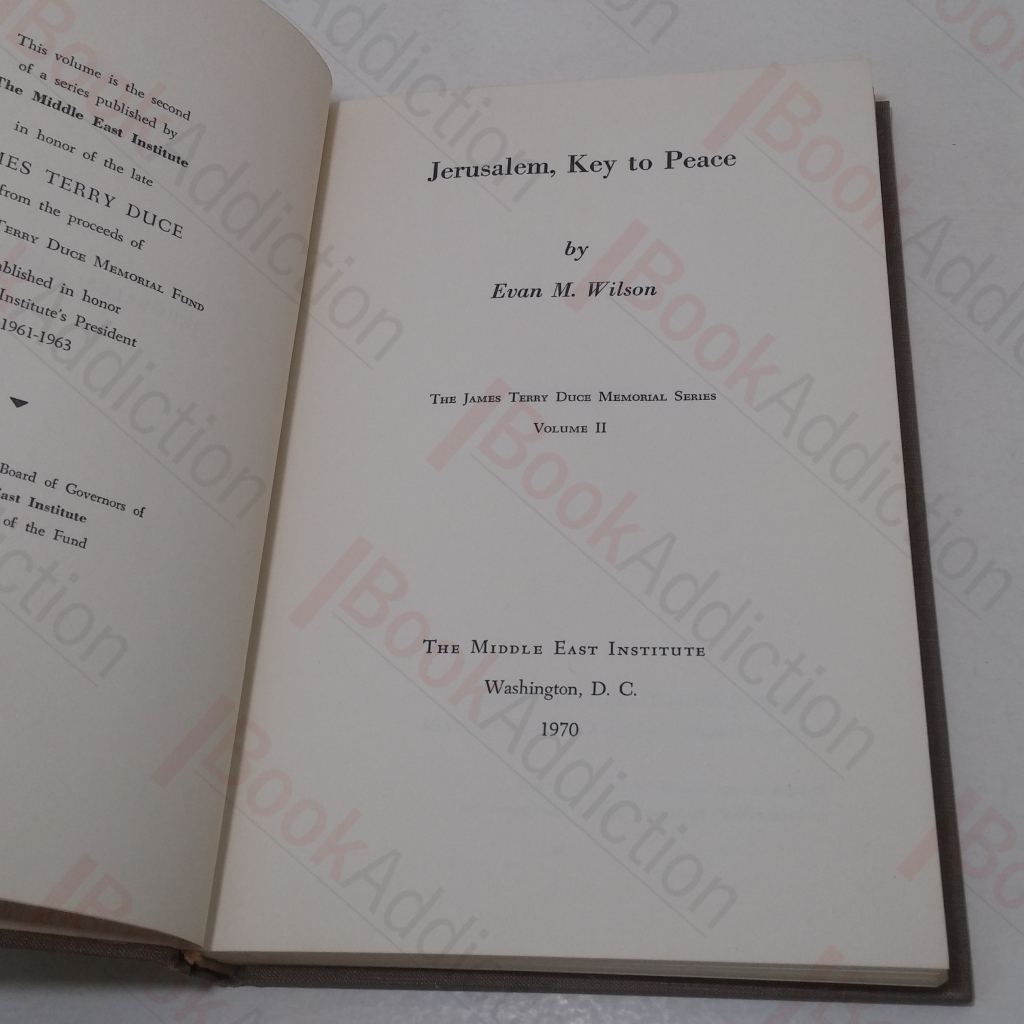 This volume is the second
of a series published by
The Middle East Institute
in honor of the late
TERRY DUCE
from the proceeds of
Terry Duce Memorial Fund
in honor
Institute's President
1961-1963
Board of Governors of
East Institute
of the Fund
Jerusalem, Key to Peace
by
Evan M. Wilson
The James Terry Duce Memorial Series
Volume II
The Middle East Institute
Washington, D. C.
1970
BookAddiction